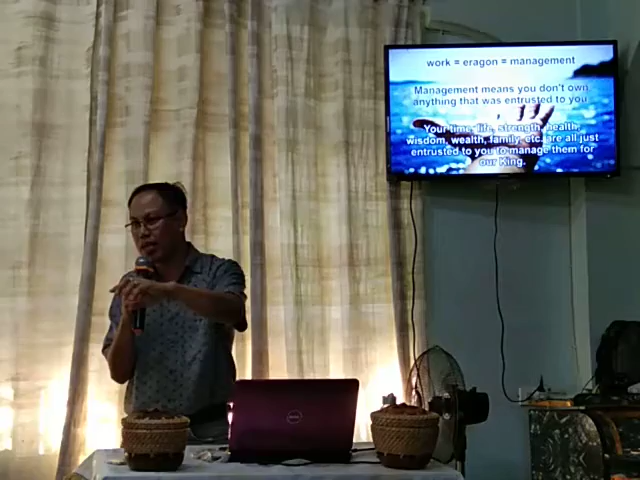 work = eragon = management
Management means you don't own
anything that was entrusted to you.
Your time, life, strength, health,
wisdom, wealth, family, etc. are all just
entrusted to you to manage them for
our King.
DELL